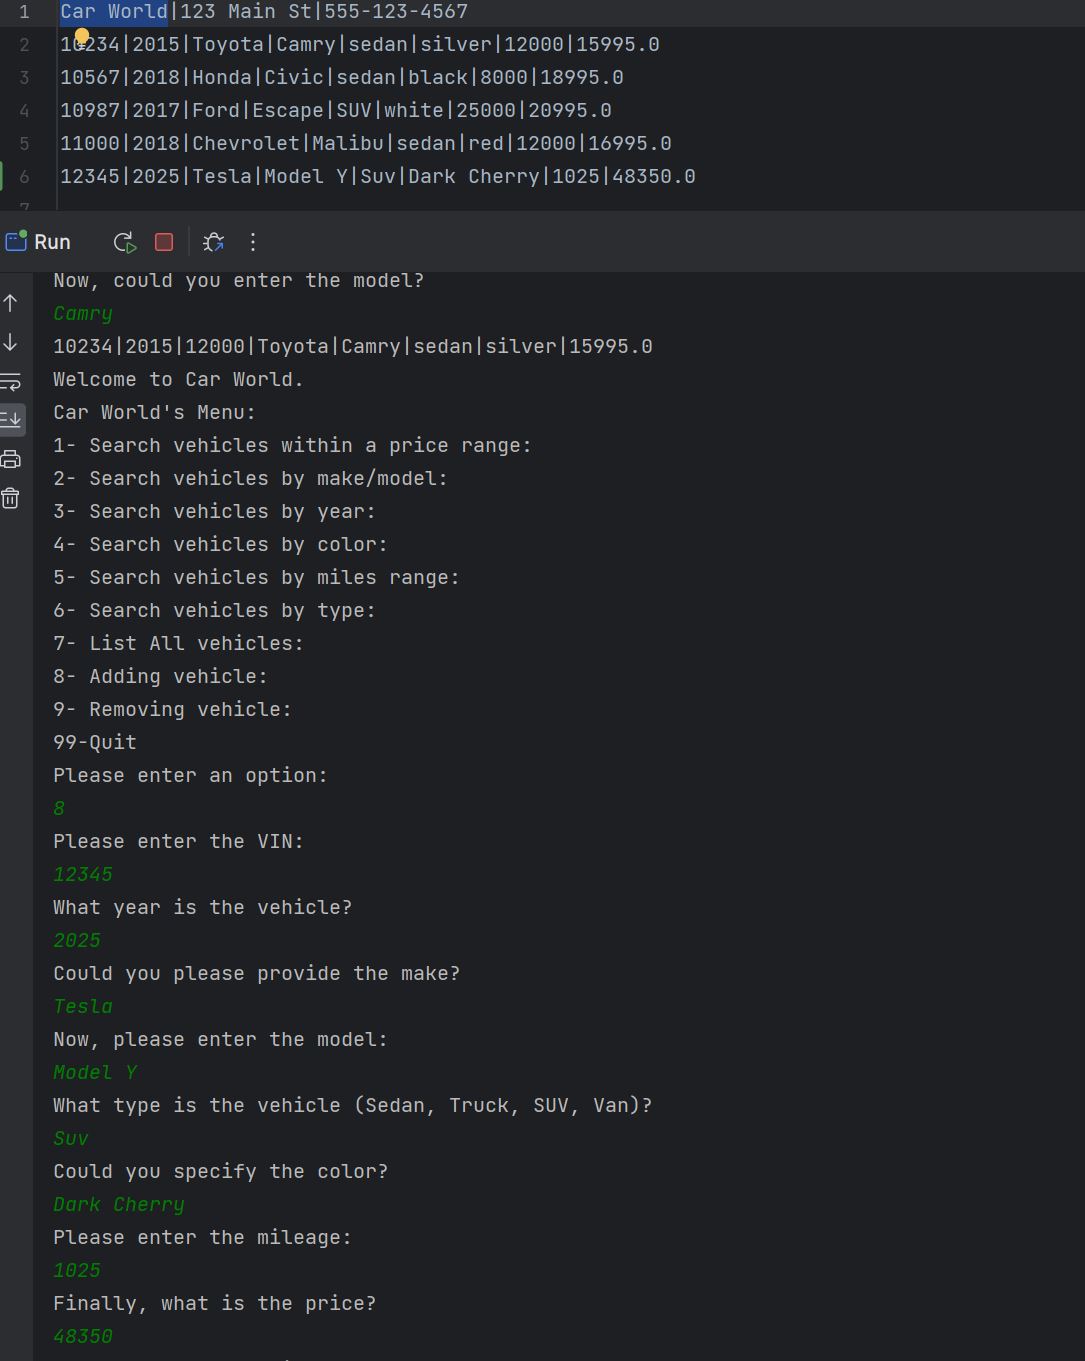 1 Car World|123 Main St|555-123-4567
2 10234|2015|Toyota|Camry|sedan|silver|12000|15995.0
3 10567|2018|Honda|Civic|sedan|black|8000|18995.0
4 10987|2017|Ford|Escape|SUV|white|25000|20995.0
5 11000|2018|Chevrolet|Malibu|sedan|red|12000|16995.0
6 12345|2025|Tesla|Model Y|Suv|Dark Cherry|1025|48350.0
7
Run
Now, could you enter the model?
Camry
10234|2015|12000|Toyota|Camry|sedan|silver|15995.0
Welcome to Car World.
Car World's Menu:
1- Search vehicles within a price range:
2- Search vehicles by make/model:
3- Search vehicles by year:
4- Search vehicles by color:
5- Search vehicles by miles range:
6- Search vehicles by type:
7- List All vehicles:
8- Adding vehicle:
9- Removing vehicle:
99-Quit
Please enter an option:
8
Please enter the VIN:
12345
What year is the vehicle?
2025
Could you please provide the make?
Tesla
Now, please enter the model:
Model Y
What type is the vehicle (Sedan, Truck, SUV, Van)?
Suv
Could you specify the color?
Dark Cherry
Please enter the mileage:
1025
Finally, what is the price?
48350